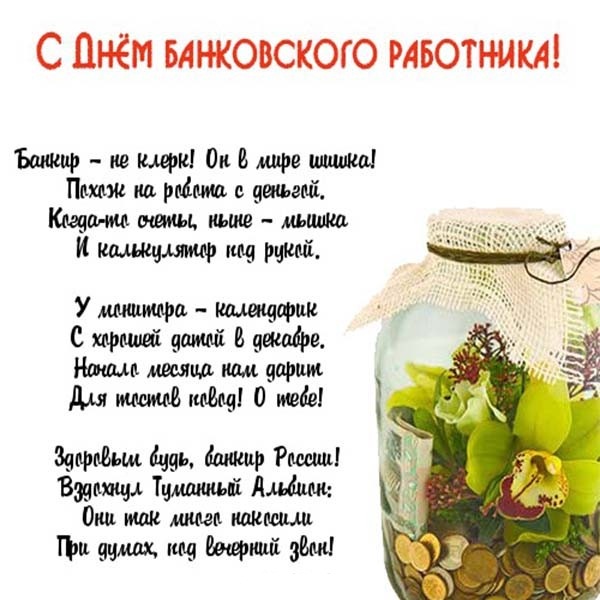 С Днём банковского работника!
Банкир – не клерк! Он в мире шишка!
Похож на робота с деньгой.
Когда-то счеты, ныне – мышка
И калькулятор под рукой.
У монитора – календарик
С хорошей датой в декабре.
Начало месяца нам дарит
Для тостов повод! О тебе!
Здоровым будь, банкир России!
Вздохнул Туманный Альбион:
Они так много накосили
При думах, под вечерний звон!